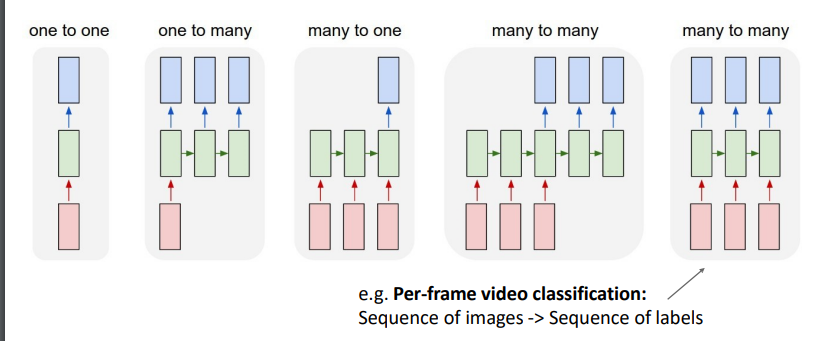 one to one
one to many
many to one
many to many
many to many
e.g. Per-frame video classification:
Sequence of images -> Sequence of labels